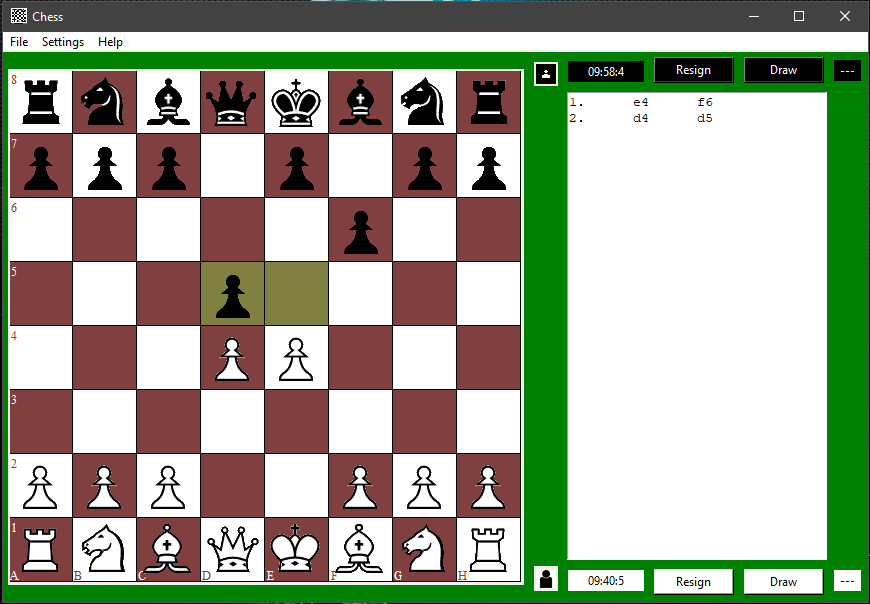 Chess
File Settings Help
09:58:4 Resign Draw ---
1. e4 f6
2. d4 d5
8
7
6
5
4
3
2
1
A B C D E F G H
09:40:5 Resign Draw ---